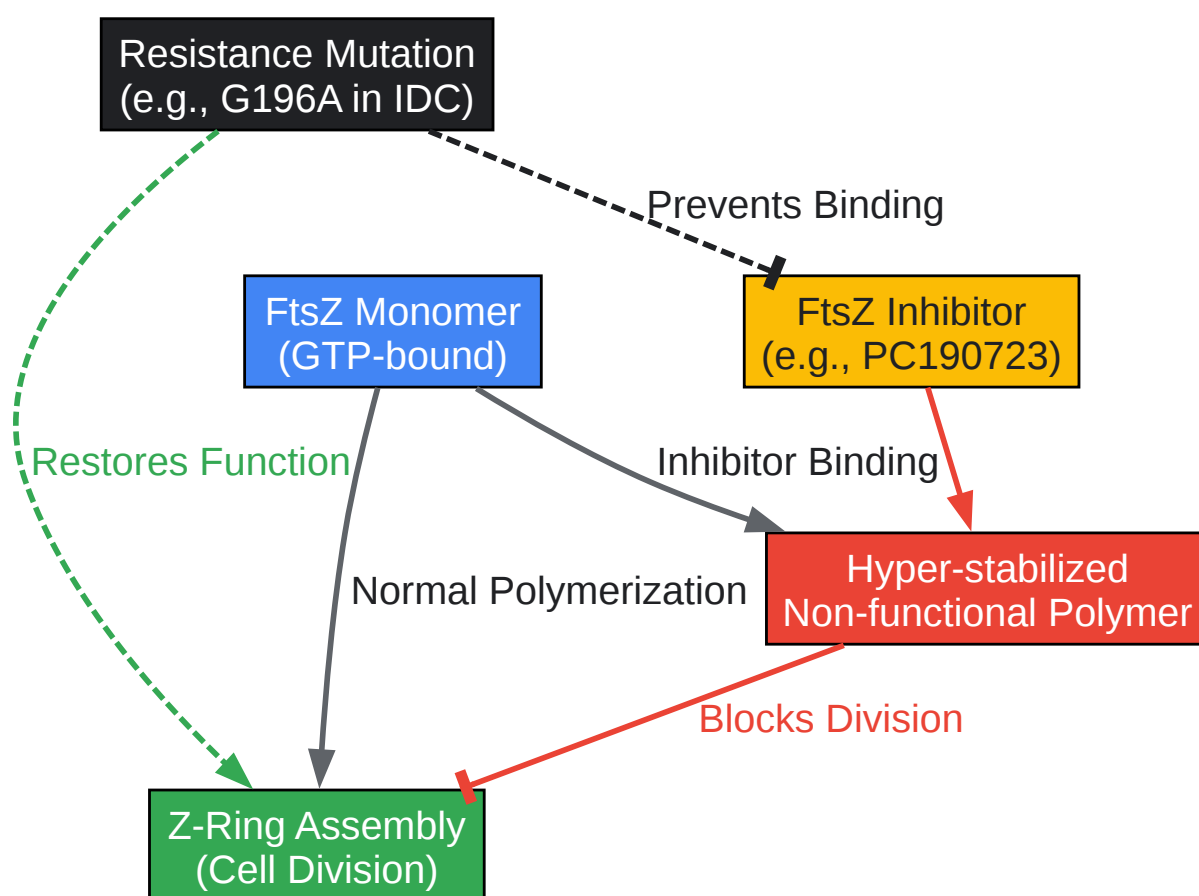 Resistance Mutation
(e.g., G196A in IDC)
Prevents Binding
FtsZ Monomer
(GTP-bound)
FtsZ Inhibitor
(e.g., PC190723)
Restores Function
Inhibitor Binding
Normal Polymerization
Hyper-stabilized
Non-functional Polymer
Blocks Division
Z-Ring Assembly
(Cell Division)